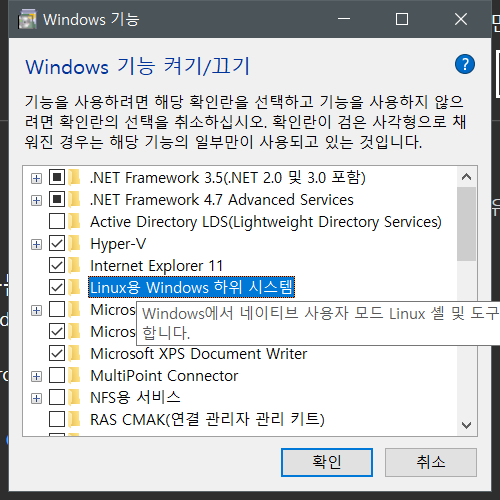 Windows 기능
Windows 기능 켜기/끄기
기능을 사용하려면 해당 확인란을 선택하고 기능을 사용하지 않으
려면 확인란의 선택을 취소하십시오. 확인란이 검은 사각형으로 채
워진 경우는 해당 기능의 일부만이 사용되고 있는 것입니다.
.NET Framework 3.5(.NET 2.0 및 3.0 포함)
.NET Framework 4.7 Advanced Services
Active Directory LDS(Lightweight Directory Services)
Hyper-V
Internet Explorer 11
Linux용 Windows 하위 시스템
Windows에서 네이티브 사용자 모드 Linux 셸 및 도구
합니다.
Microsoft XPS Document Writer
MultiPoint Connector
NFS용 서비스
RAS CMAK(연결 관리자 관리 키트)
확인
취소